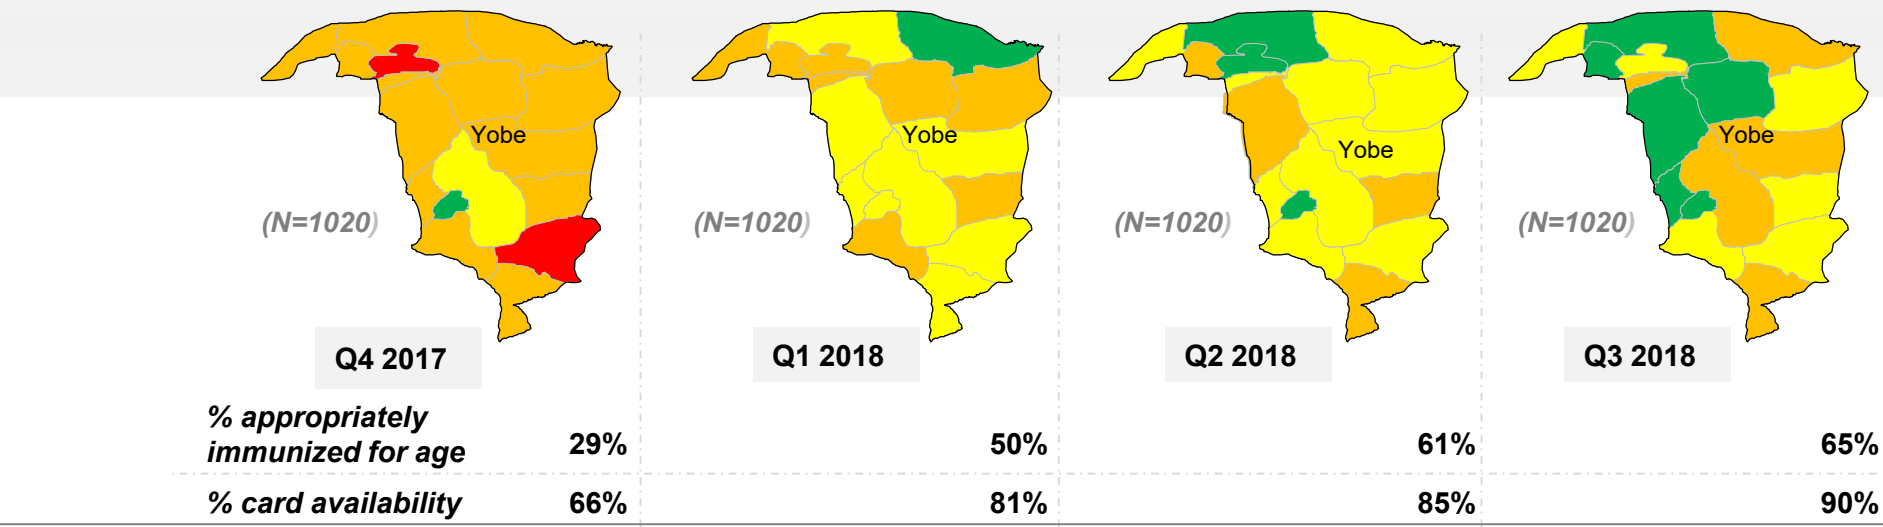 Yobe
Yobe
Yobe
Yobe
(N=1020)
(N=1020)
(N=1020)
(N=1020)
Q4 2017
Q1 2018
Q2 2018
Q3 2018
% appropriately
immunized for age
29%
50%
61%
65%
% card availability
66%
81%
85%
90%